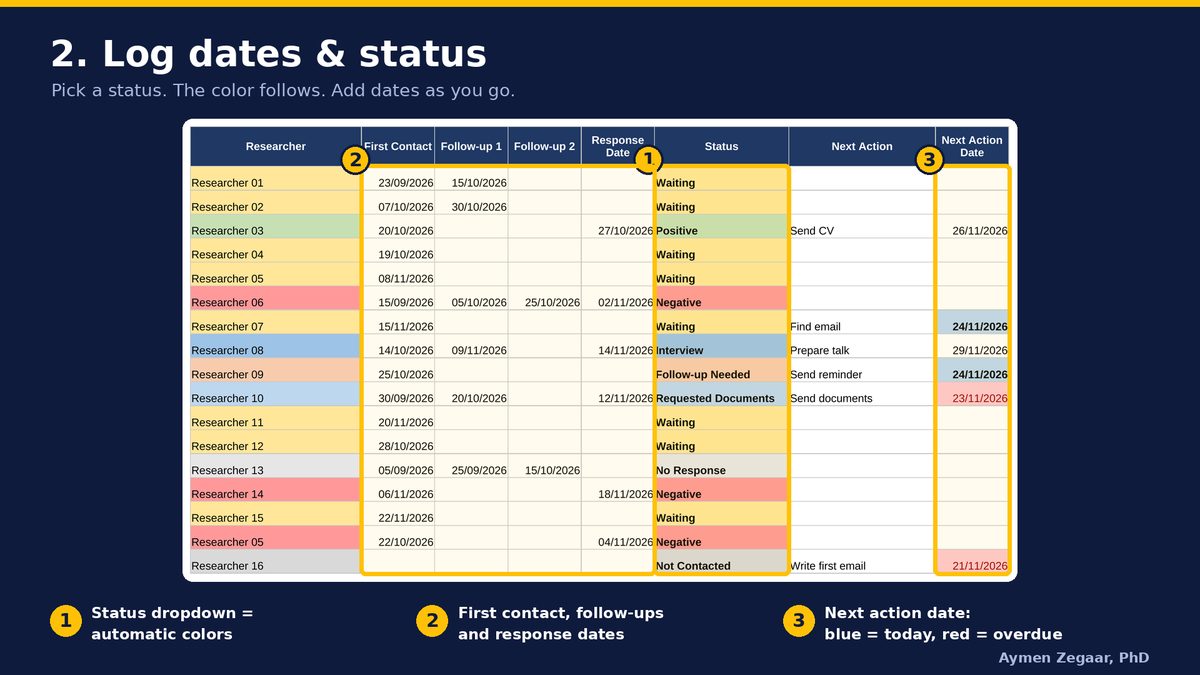 2. Log dates & status
Pick a status. The color follows. Add dates as you go.
Researcher First Contact Follow-up 1 Follow-up 2 Response Date Status Next Action Next Action Date
2 1 3
Researcher 01 23/09/2026 15/10/2026 Waiting
Researcher 02 07/10/2026 30/10/2026 Waiting
Researcher 03 20/10/2026 27/10/2026 Positive Send CV 26/11/2026
Researcher 04 19/10/2026 Waiting
Researcher 05 08/11/2026 Waiting
Researcher 06 15/09/2026 05/10/2026 25/10/2026 02/11/2026 Negative
Researcher 07 15/11/2026 Waiting Find email 24/11/2026
Researcher 08 14/10/2026 09/11/2026 14/11/2026 Interview Prepare talk 29/11/2026
Researcher 09 25/10/2026 Follow-up Needed Send reminder 24/11/2026
Researcher 10 30/09/2026 20/10/2026 12/11/2026 Requested Documents Send documents 23/11/2026
Researcher 11 20/11/2026 Waiting
Researcher 12 28/10/2026 Waiting
Researcher 13 05/09/2026 25/09/2026 15/10/2026 No Response
Researcher 14 06/11/2026 18/11/2026 Negative
Researcher 15 22/11/2026 Waiting
Researcher 05 22/10/2026 04/11/2026 Negative
Researcher 16 Not Contacted Write first email 21/11/2026
1 Status dropdown =
automatic colors
2 First contact, follow-ups
and response dates
3 Next action date:
blue = today, red = overdue
Aymen Zegaar, PhD